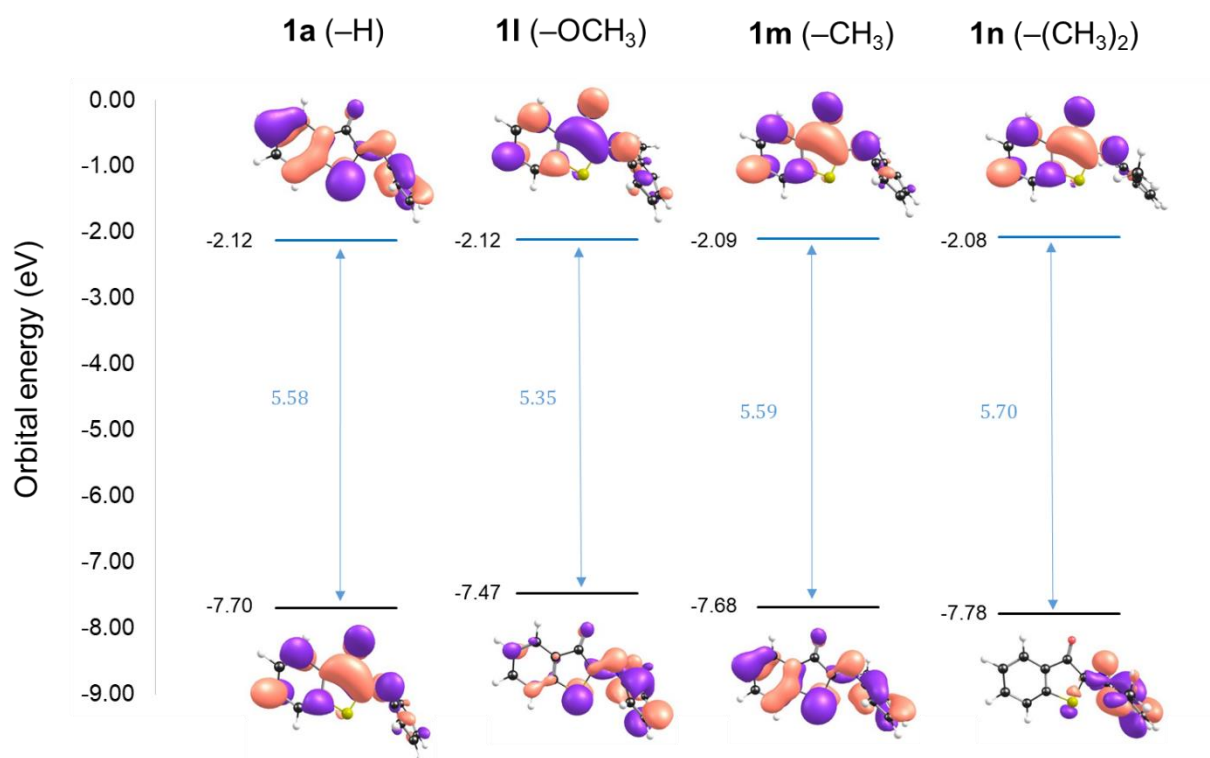 1a (–H) 1l (–OCH₃) 1m (–CH₃) 1n (–(CH₃)₂)
Orbital energy (eV)
0.00
-1.00
-2.00
-3.00
-4.00
-5.00
-6.00
-7.00
-8.00
-9.00
-2.12 -2.12 -2.09 -2.08
5.58 5.35 5.59 5.70
-7.70 -7.47 -7.68 -7.78